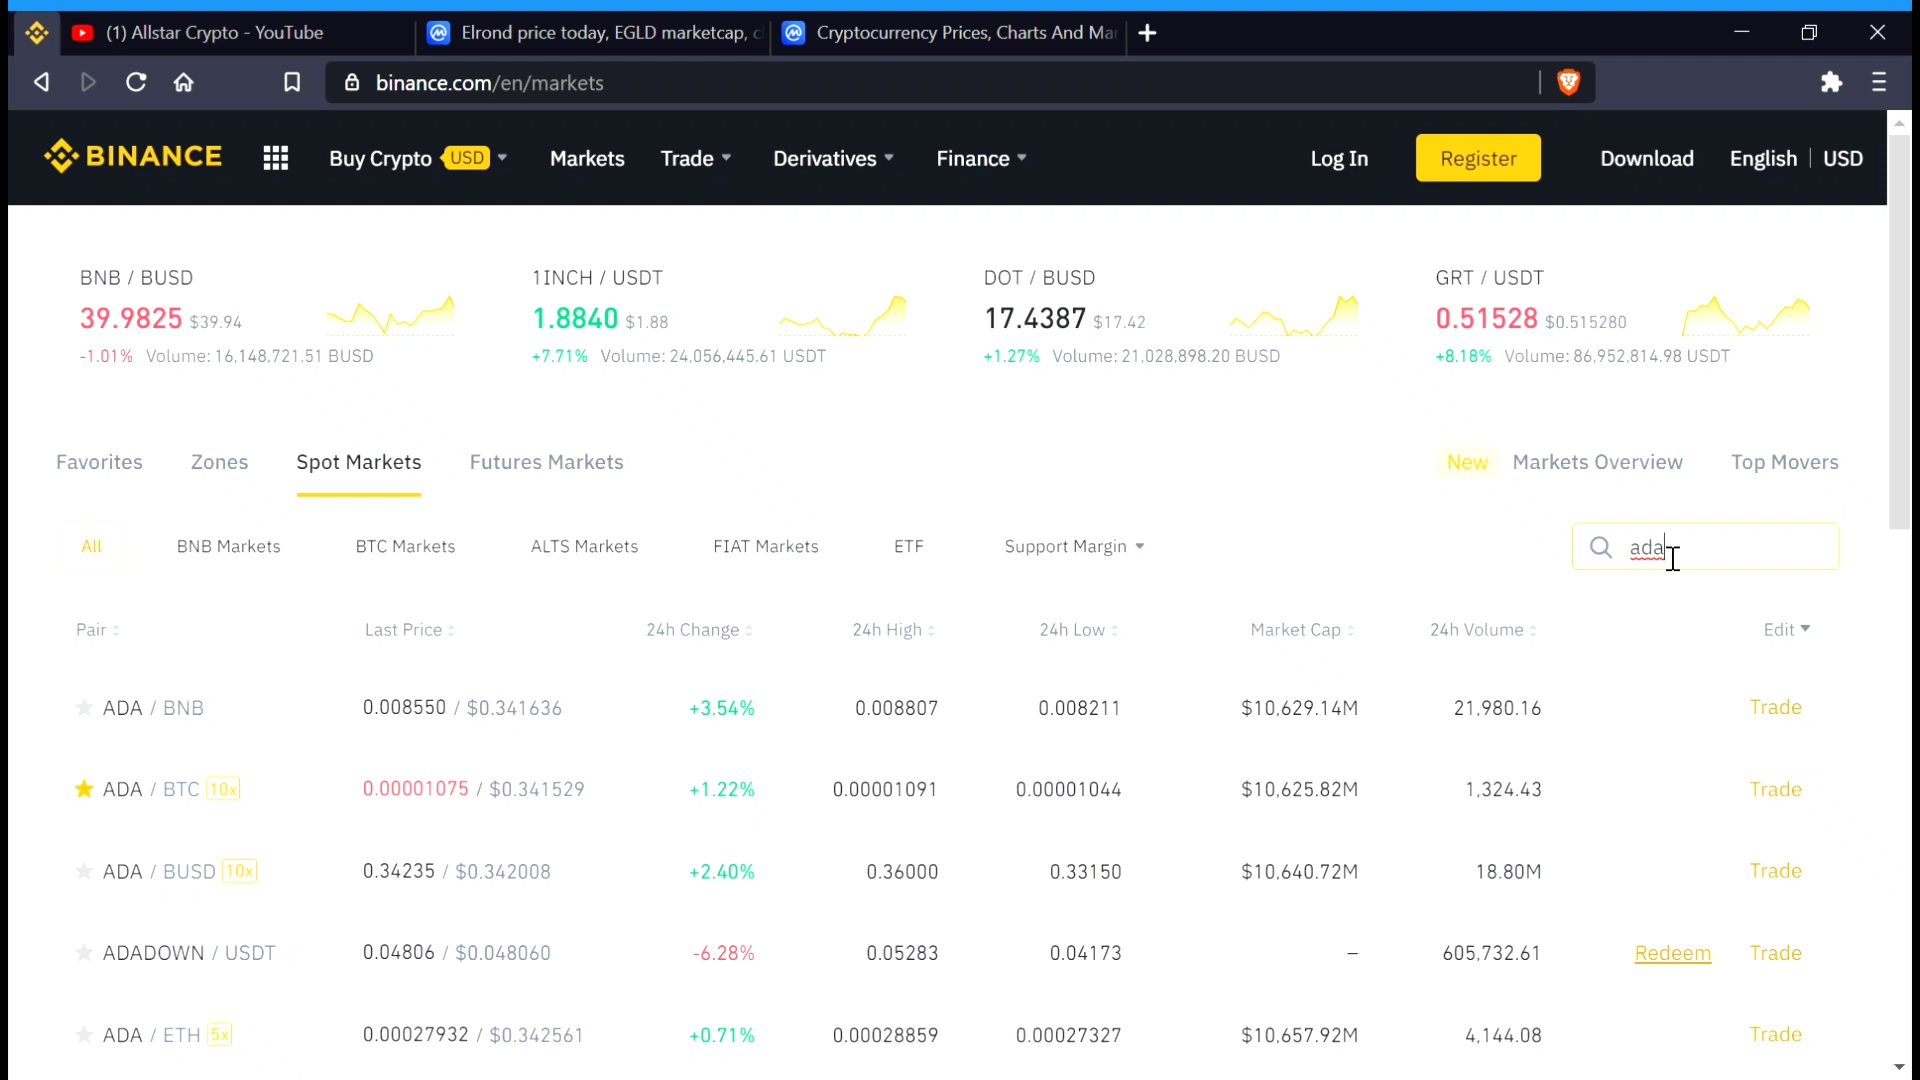 (1) Allstar Crypto - YouTube
Elrond price today, EGLD marketcap, c
Cryptocurrency Prices, Charts And Mar
binance.com/en/markets
BINANCE Buy Crypto USD Markets Trade Derivatives Finance Log In Register Download English USD
BNB / BUSD
39.9825 $39.94
-1.01% Volume: 16,148,721.51 BUSD
1INCH / USDT
1.8840 $1.88
+7.71% Volume: 24,056,445.61 USDT
DOT / BUSD
17.4387 $17.42
+1.27% Volume: 21,028,898.20 BUSD
GRT / USDT
0.51528 $0.515280
+8.18% Volume: 86,952,814.98 USDT
Favorites Zones Spot Markets Futures Markets New Markets Overview Top Movers
All BNB Markets BTC Markets ALTS Markets FIAT Markets ETF Support Margin ada
Pair Last Price 24h Change 24h High 24h Low Market Cap 24h Volume Edit
ADA / BNB 0.008550 / $0.341636 +3.54% 0.008807 0.008211 $10,629.14M 21,980.16 Trade
ADA / BTC 10x 0.00001075 / $0.341529 +1.22% 0.00001091 0.00001044 $10,625.82M 1,324.43 Trade
ADA / BUSD 10x 0.34235 / $0.342008 +2.40% 0.36000 0.33150 $10,640.72M 18.80M Trade
ADADOWN / USDT 0.04806 / $0.048060 -6.28% 0.05283 0.04173 – 605,732.61 Redeem Trade
ADA / ETH 5x 0.00027932 / $0.342561 +0.71% 0.00028859 0.00027327 $10,657.92M 4,144.08 Trade